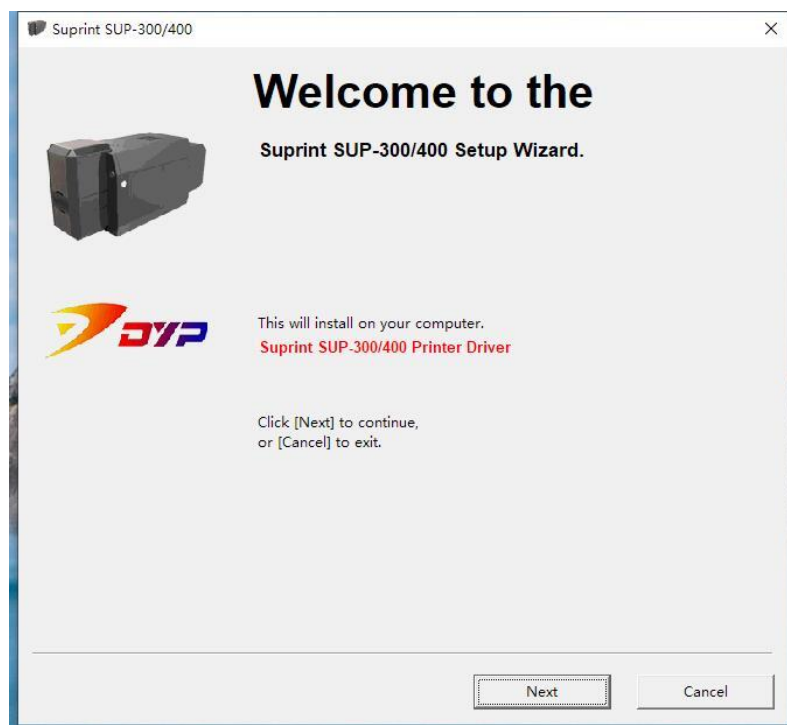 Suprint SUP-300/400
Welcome to the
Suprint SUP-300/400 Setup Wizard.
DYP
This will install on your computer.
Suprint SUP-300/400 Printer Driver
Click [Next] to continue,
or [Cancel] to exit.
Next
Cancel